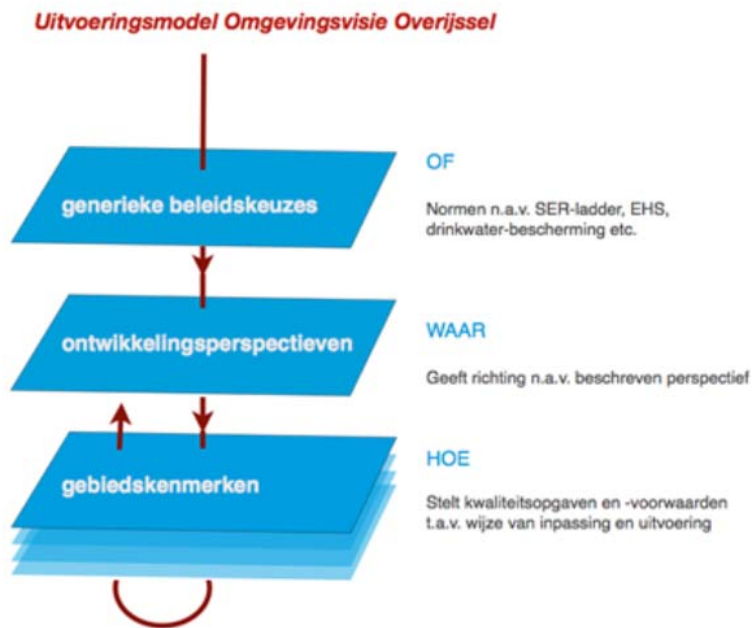 Uitvoeringsmodel Omgevingsvisie Overijssel
generieke beleidskeuzes
OF
Normen n.a.v. SER-ladder, EHS,
drinkwater-bescherming etc.
ontwikkelingsperspectieven
WAAR
Geeft richting n.a.v. beschreven perspectief
gebiedskenmerken
HOE
Stelt kwaliteitsopgaven en -voorwaarden
t.a.v. wijze van inpassing en uitvoering